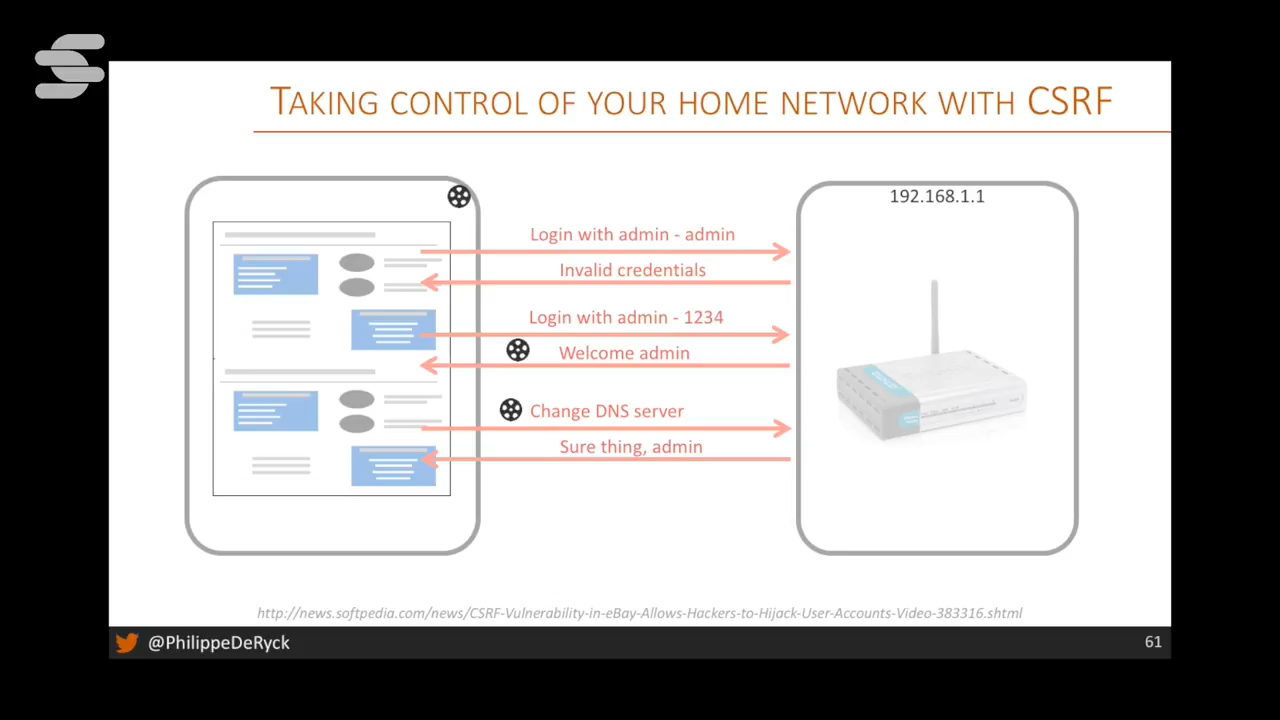 TAKING CONTROL OF YOUR HOME NETWORK WITH CSRF
192.168.1.1
Login with admin - admin
Invalid credentials
Login with admin - 1234
Welcome admin
Change DNS server
Sure thing, admin
http://news.softpedia.com/news/CSRF-Vulnerability-in-eBay-Allows-Hackers-to-Hijack-User-Accounts-Video-383316.shtml
@PhilippeDeRyck
61